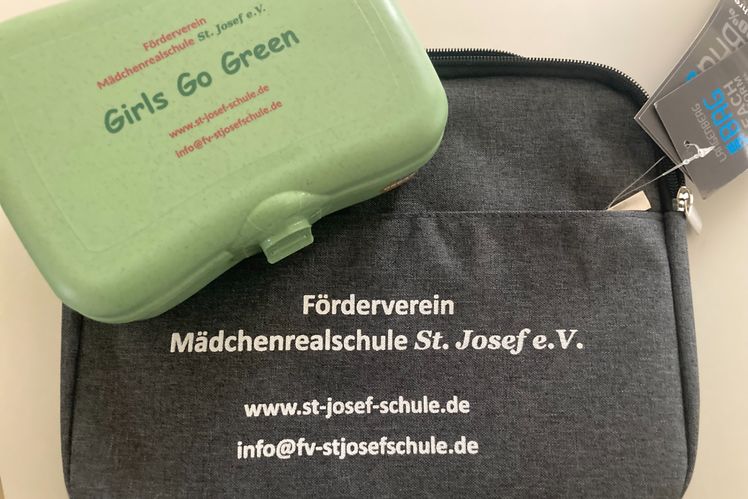 Förderverein
Mädchenrealschule St. Josef e.V.
Girls Go Green
www.st-josef-schule.de
info@fv-stjosefschule.de
BAG
Förderverein
Mädchenrealschule St. Josef e.V.
www.st-josef-schule.de
info@fv-stjosefschule.de